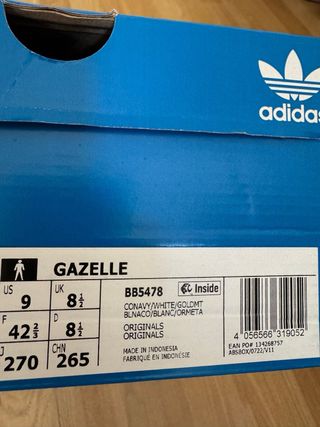 adidas
GAZELLE
US 9 UK 8½
F 42⅔ D 8½
J 270 CHN 265
BB5478 Inside
CONAVY/WHITE/GOLDMT
BLNACO/BLANC/ORMETA
ORIGINALS
ORIGINALS
MADE IN INDONESIA
FABRIQUÉ EN INDONÉSIE
4 056566 319052
EAN PO# 134268757
ABSBOX/0722/V11